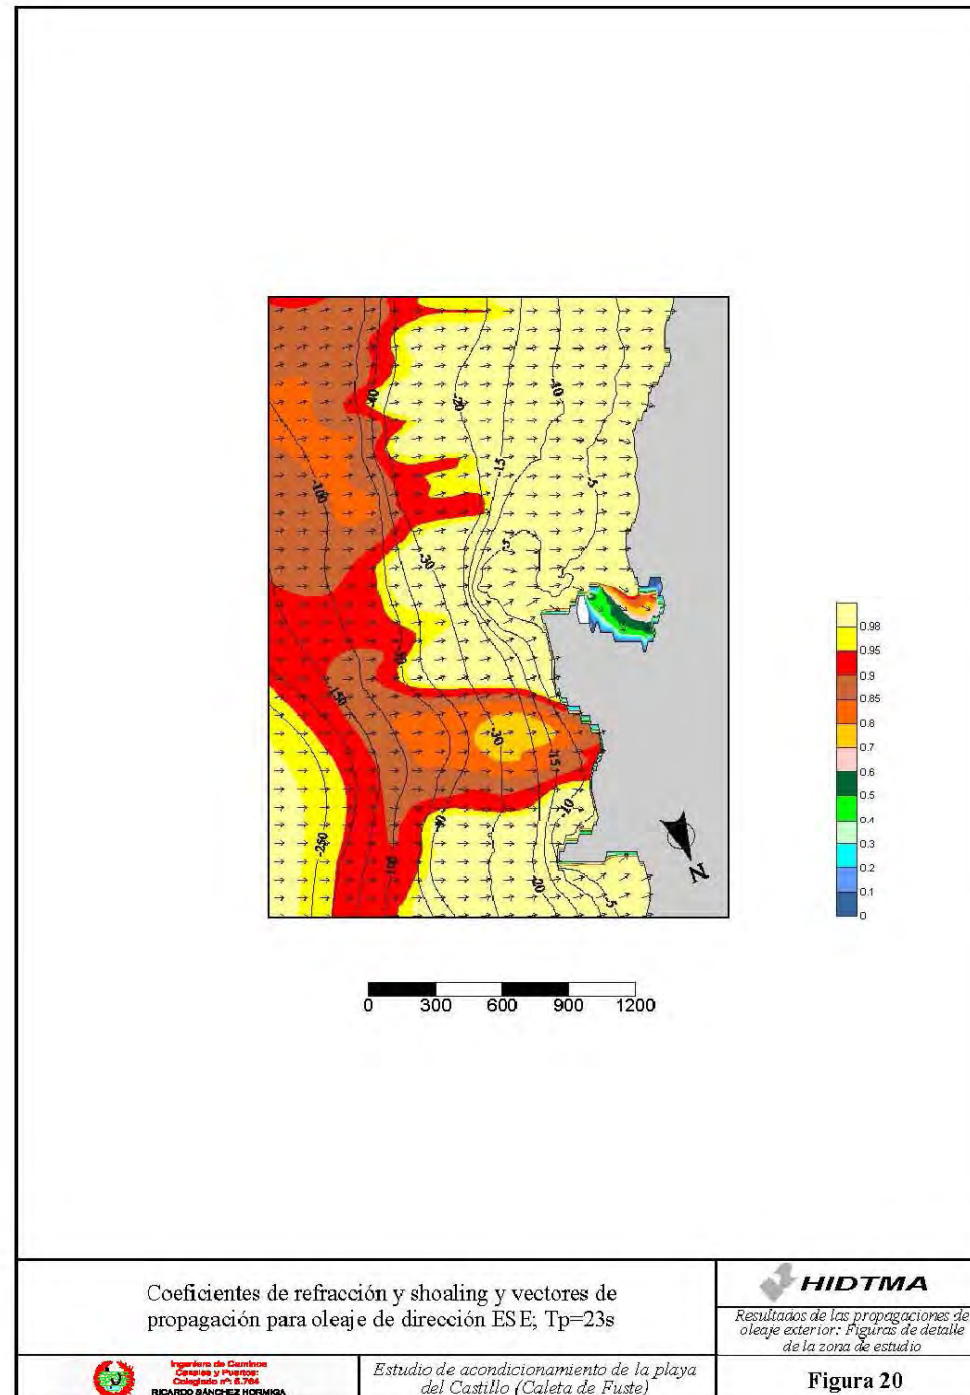 -40
-20
-10
-15
-100
-5
-5
-30
-50
-150
-30
-15
-10
-250
-40
-100
-20
-5
N
0.98
0.95
0.9
0.85
0.8
0.7
0.6
0.5
0.4
0.3
0.2
0.1
0
0 300 600 900 1200
Coeficientes de refracción y shoaling y vectores de
propagación para oleaje de dirección ESE; Tp=23s
HIDTMA
Resultados de las propagaciones de
oleaje exterior: Figuras de detalle
de la zona de estudio
Ingeniero de Caminos
Canales y Puertos:
Colegiado nº: 5.764
RICARDO SÁNCHEZ HORMIGA
Estudio de acondicionamiento de la playa
del Castillo (Caleta de Fuste)
Figura 20